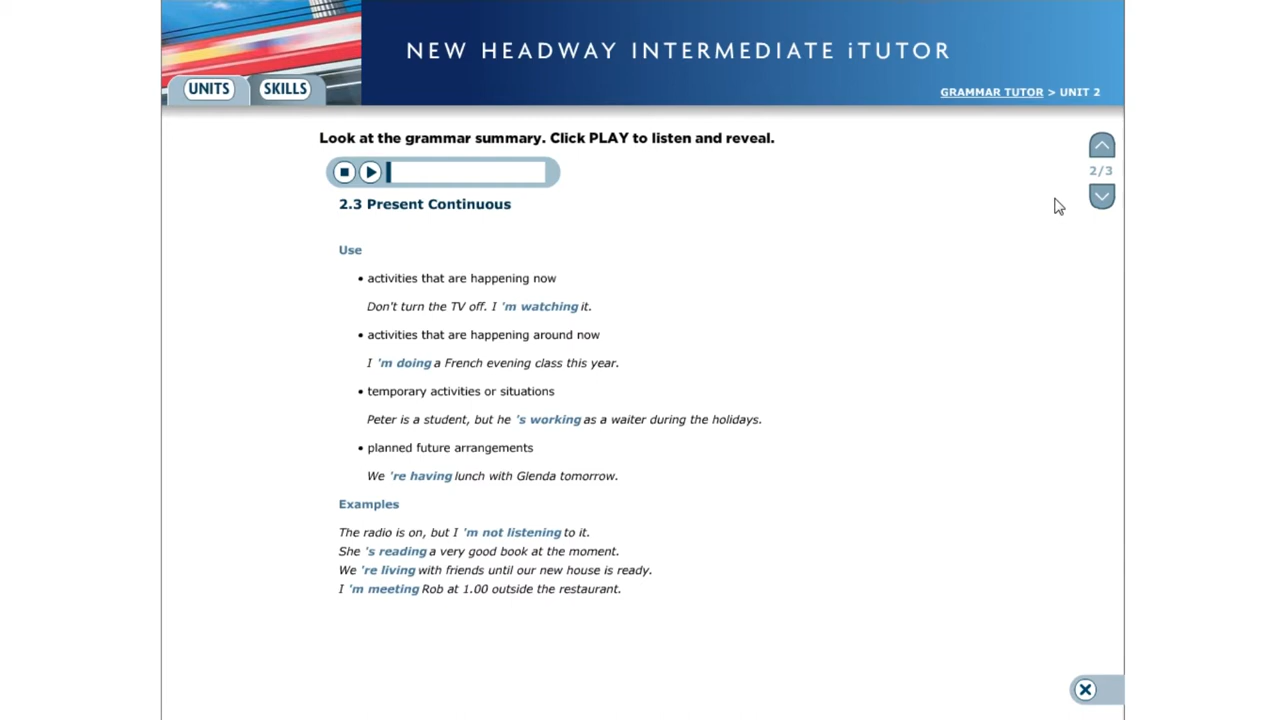 NEW HEADWAY INTERMEDIATE iTUTOR
UNITS SKILLS
GRAMMAR TUTOR > UNIT 2
Look at the grammar summary. Click PLAY to listen and reveal.
2/3
2.3 Present Continuous
Use
• activities that are happening now
Don't turn the TV off. I 'm watching it.
• activities that are happening around now
I 'm doing a French evening class this year.
• temporary activities or situations
Peter is a student, but he 's working as a waiter during the holidays.
• planned future arrangements
We 're having lunch with Glenda tomorrow.
Examples
The radio is on, but I 'm not listening to it.
She 's reading a very good book at the moment.
We 're living with friends until our new house is ready.
I 'm meeting Rob at 1.00 outside the restaurant.